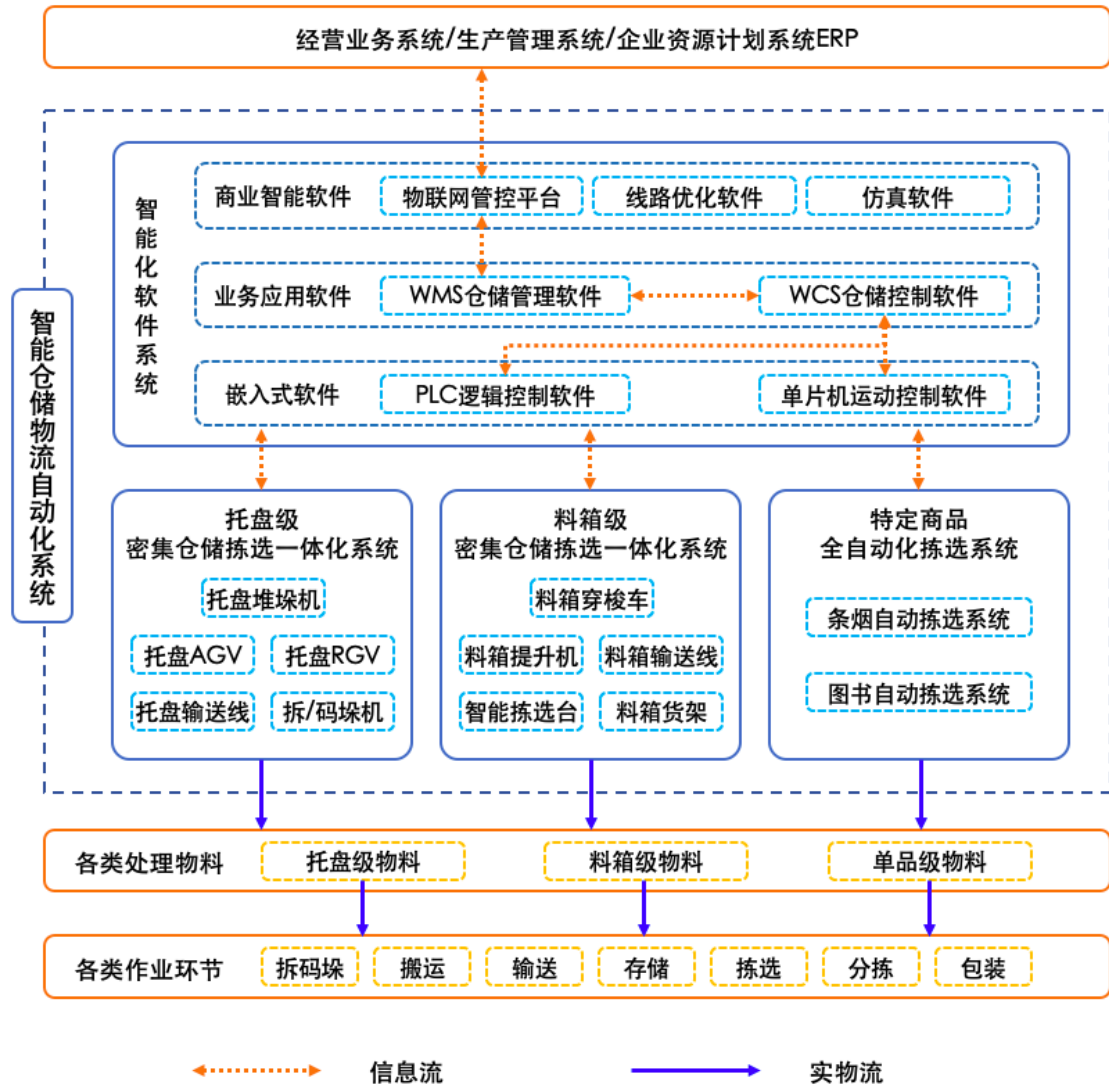 经营业务系统/生产管理系统/企业资源计划系统ERP
智能仓储物流自动化系统
智能化软件系统
商业智能软件
物联网管控平台
线路优化软件
仿真软件
业务应用软件
WMS仓储管理软件
WCS仓储控制软件
嵌入式软件
PLC逻辑控制软件
单片机运动控制软件
托盘级
密集仓储拣选一体化系统
托盘堆垛机
托盘AGV
托盘RGV
托盘输送线
拆/码垛机
料箱级
密集仓储拣选一体化系统
料箱穿梭车
料箱提升机
料箱输送线
智能拣选台
料箱货架
特定商品
全自动化拣选系统
条烟自动拣选系统
图书自动拣选系统
各类处理物料
托盘级物料
料箱级物料
单品级物料
各类作业环节
拆码垛
搬运
输送
存储
拣选
分拣
包装
信息流
实物流